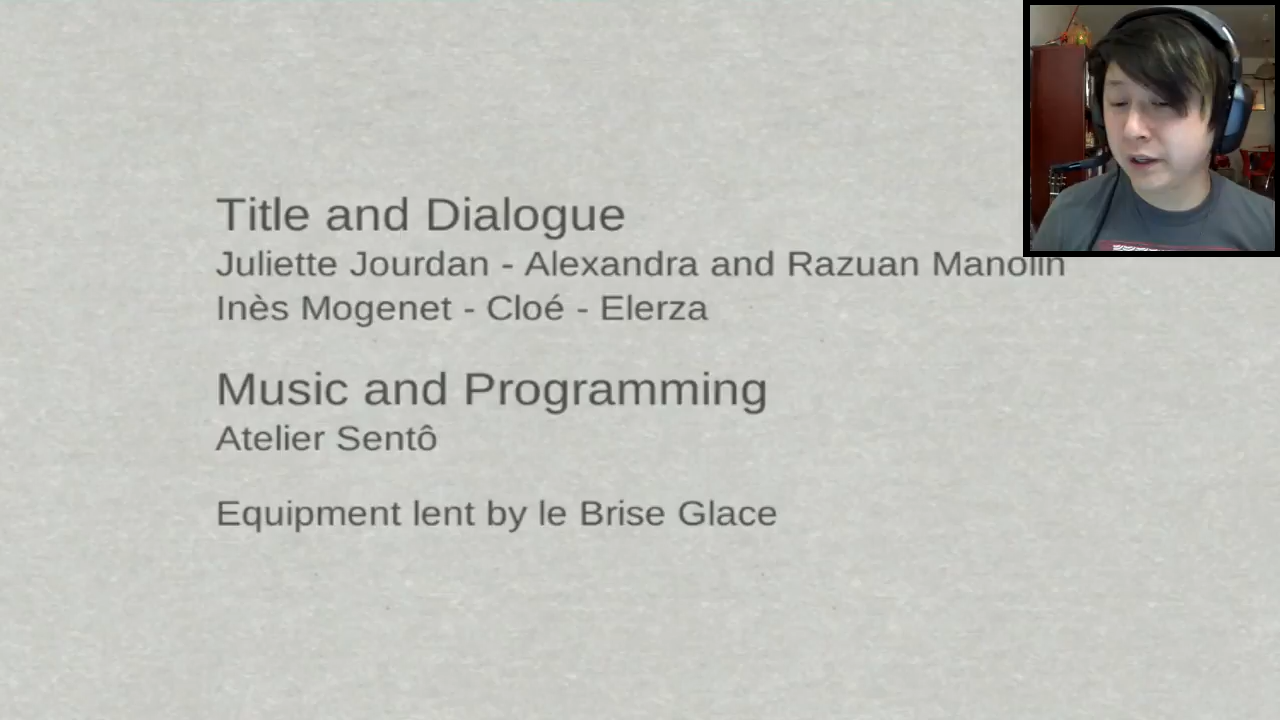 Title and Dialogue
Juliette Jourdan - Alexandra and Razuan Manolin
Inès Mogenet - Cloé - Elerza
Music and Programming
Atelier Sentô
Equipment lent by le Brise Glace